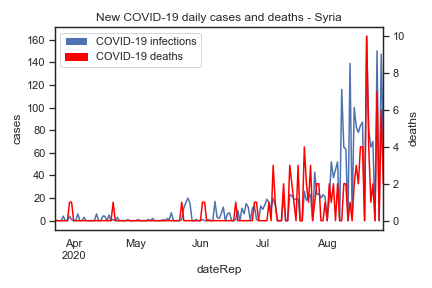 New COVID-19 daily cases and deaths - Syria
COVID-19 infections
COVID-19 deaths
160
140
120
100
80
60
40
20
0
cases
10
8
6
4
2
0
deaths
Apr
2020
May
Jun
Jul
Aug
dateRep